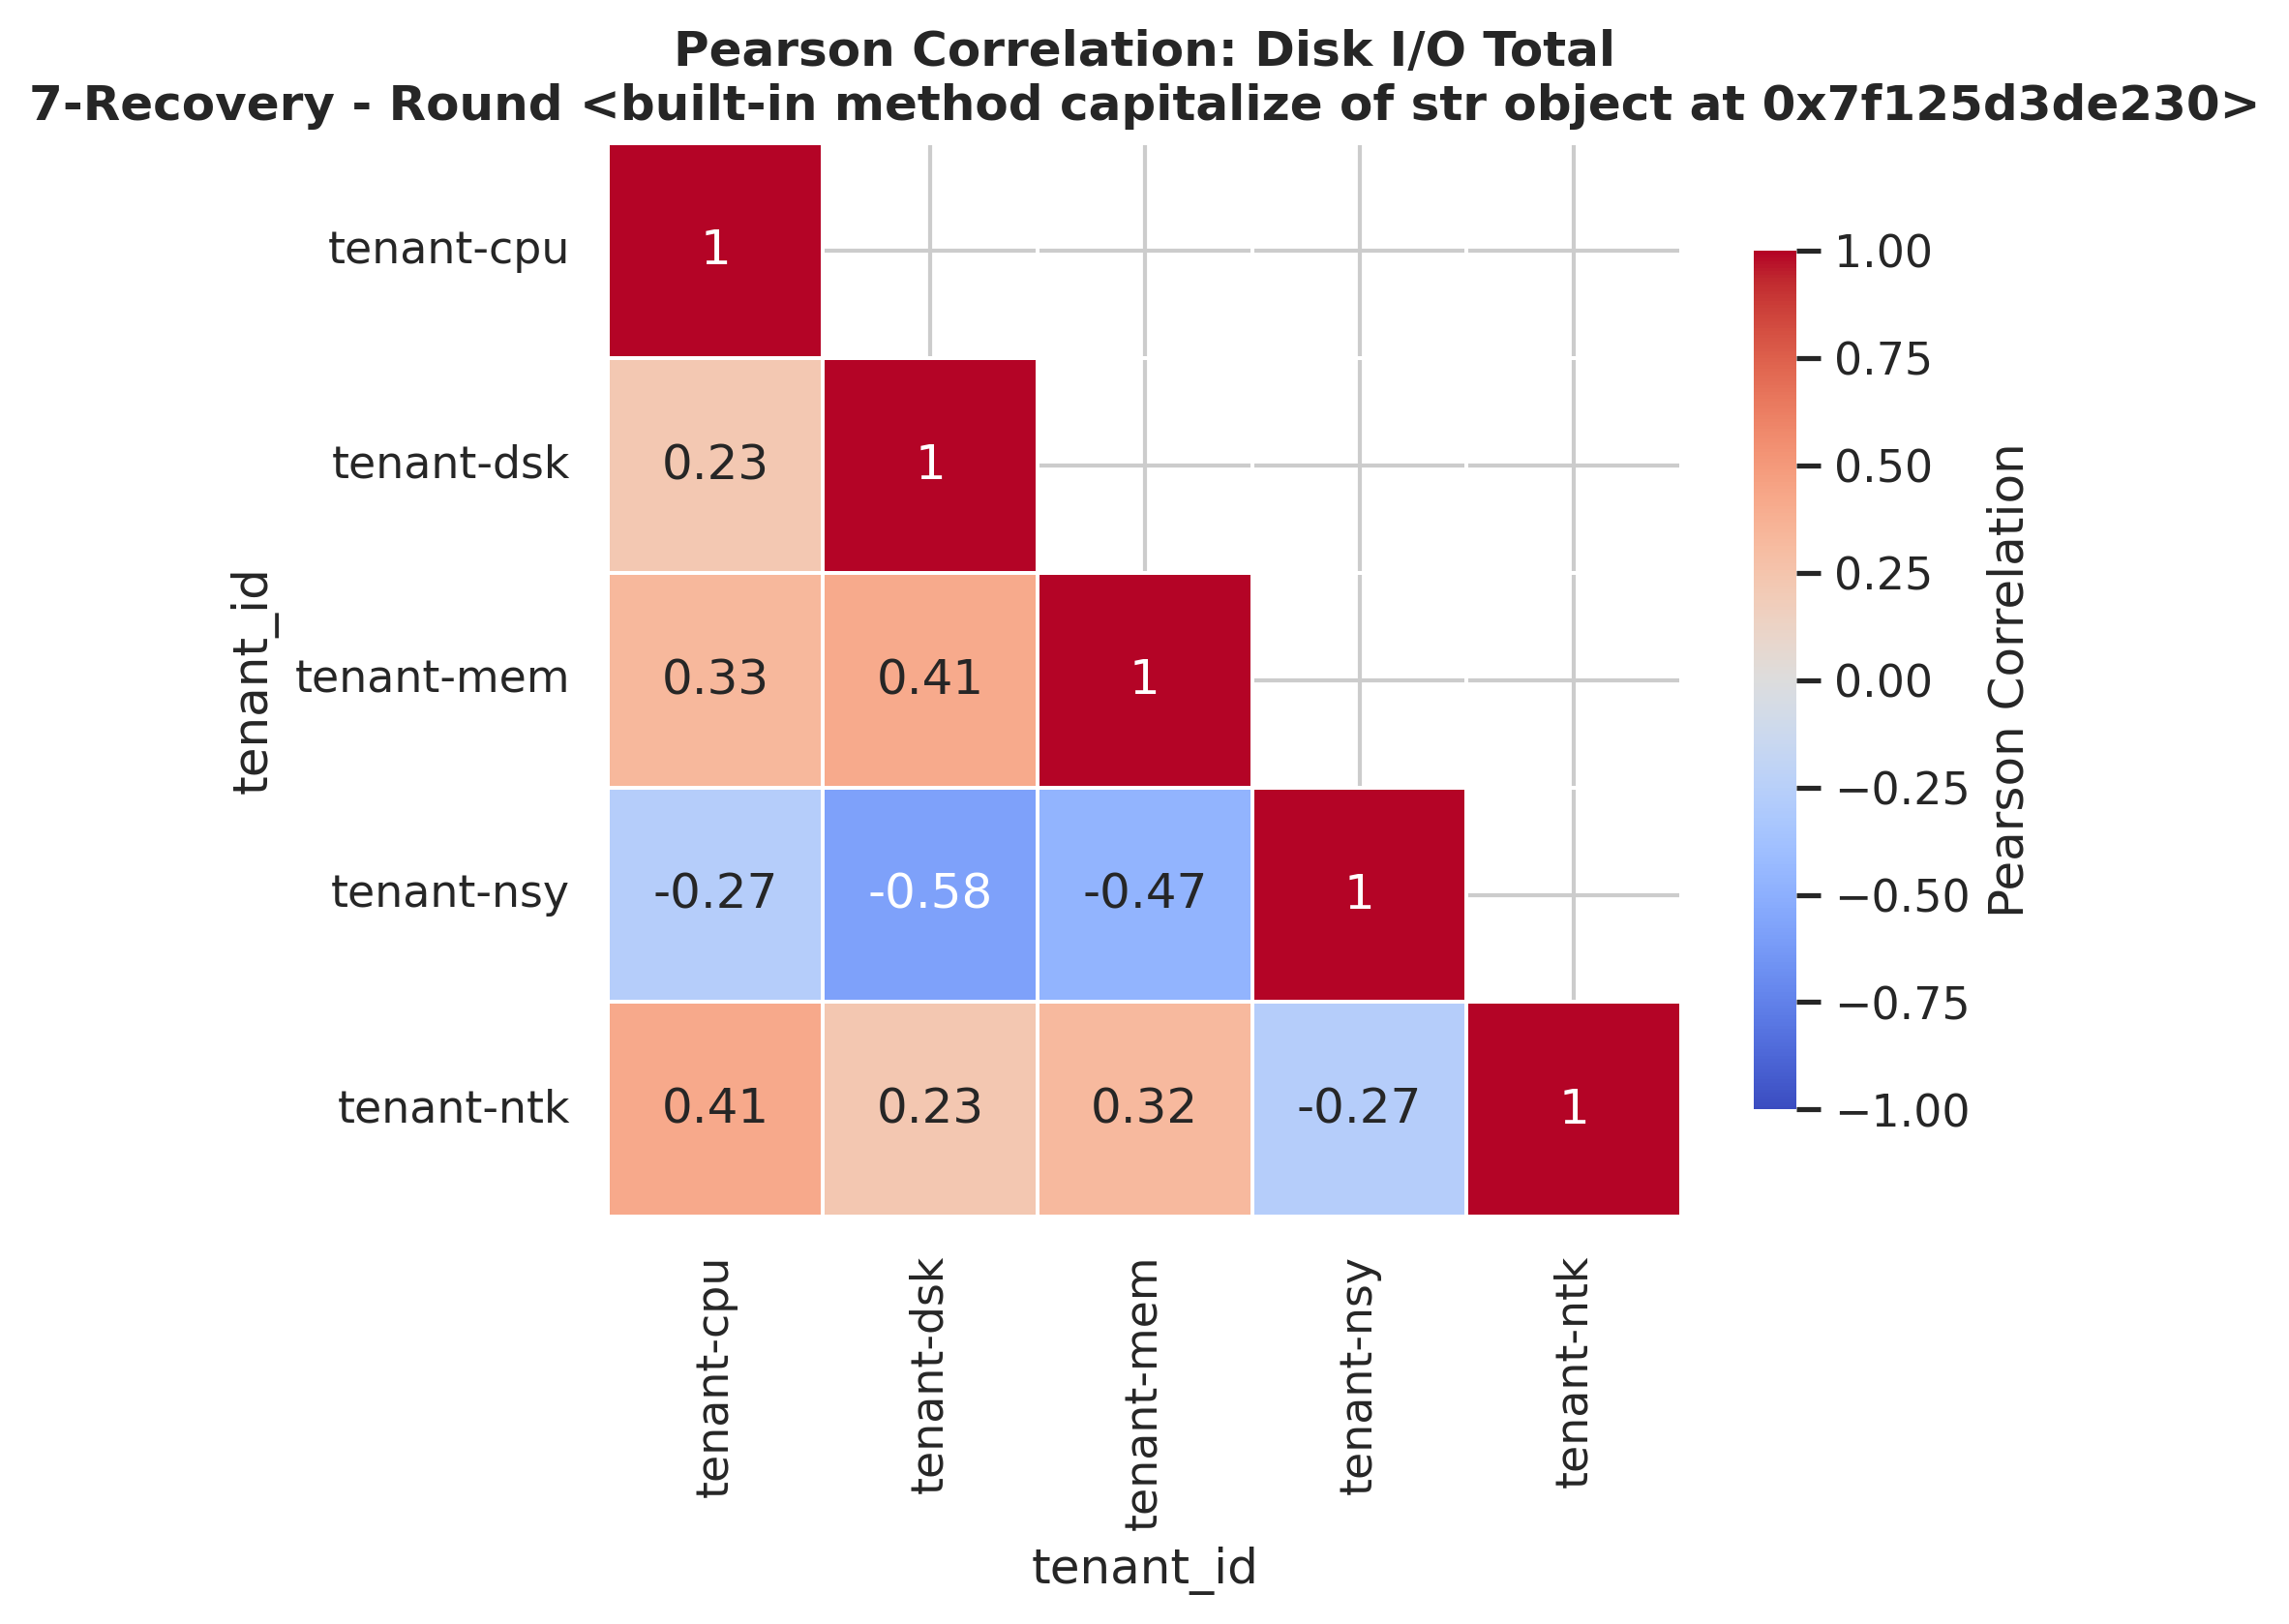 Pearson Correlation: Disk I/O Total
7-Recovery - Round <built-in method capitalize of str object at 0x7f125d3de230>
tenant_id
tenant-cpu
1
tenant-dsk
0.23 1
tenant-mem
0.33 0.41 1
tenant-nsy
-0.27 -0.58 -0.47 1
tenant-ntk
0.41 0.23 0.32 -0.27 1
tenant-cpu
tenant-dsk
tenant-mem
tenant-nsy
tenant-ntk
tenant_id
1.00
0.75
0.50
0.25
0.00
−0.25
−0.50
−0.75
−1.00
Pearson Correlation